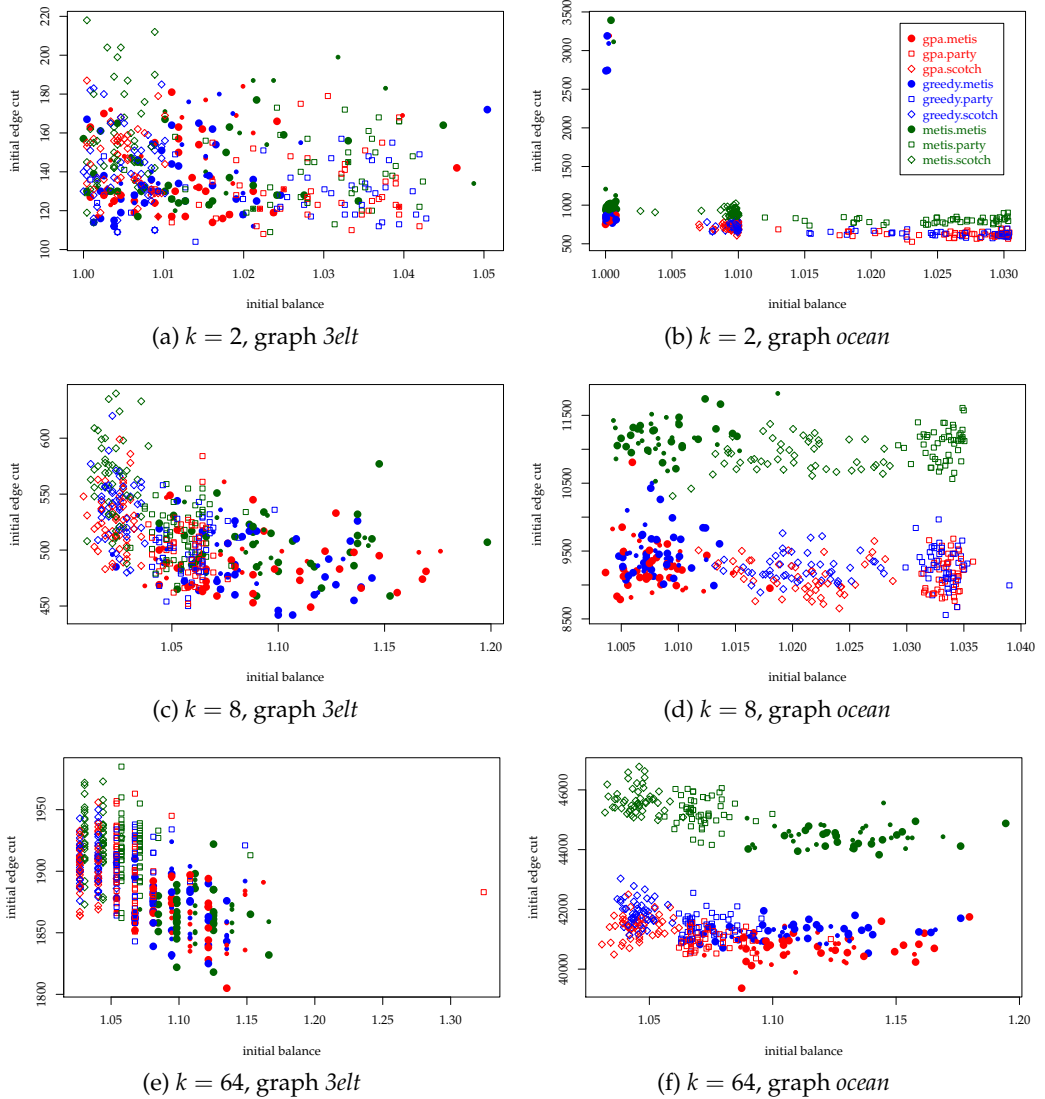 220
200
180
160
140
120
100
initial edge cut
1.00
1.01
1.02
1.03
1.04
1.05
initial balance
(a) k = 2, graph 3elt
3500
3000
2500
2000
1500
1000
500
initial edge cut
gpa.metis
gpa.party
gpa.scotch
greedy.metis
greedy.party
greedy.scotch
metis.metis
metis.party
metis.scotch
1.000
1.005
1.010
1.015
1.020
1.025
1.030
initial balance
(b) k = 2, graph ocean
600
550
500
450
initial edge cut
1.05
1.10
1.15
1.20
initial balance
(c) k = 8, graph 3elt
11500
10500
9500
8500
initial edge cut
1.005
1.010
1.015
1.020
1.025
1.030
1.035
1.040
initial balance
(d) k = 8, graph ocean
1950
1900
1850
1800
initial edge cut
1.05
1.10
1.15
1.20
1.25
1.30
initial balance
(e) k = 64, graph 3elt
46000
44000
42000
40000
initial edge cut
1.05
1.10
1.15
1.20
initial balance
(f) k = 64, graph ocean